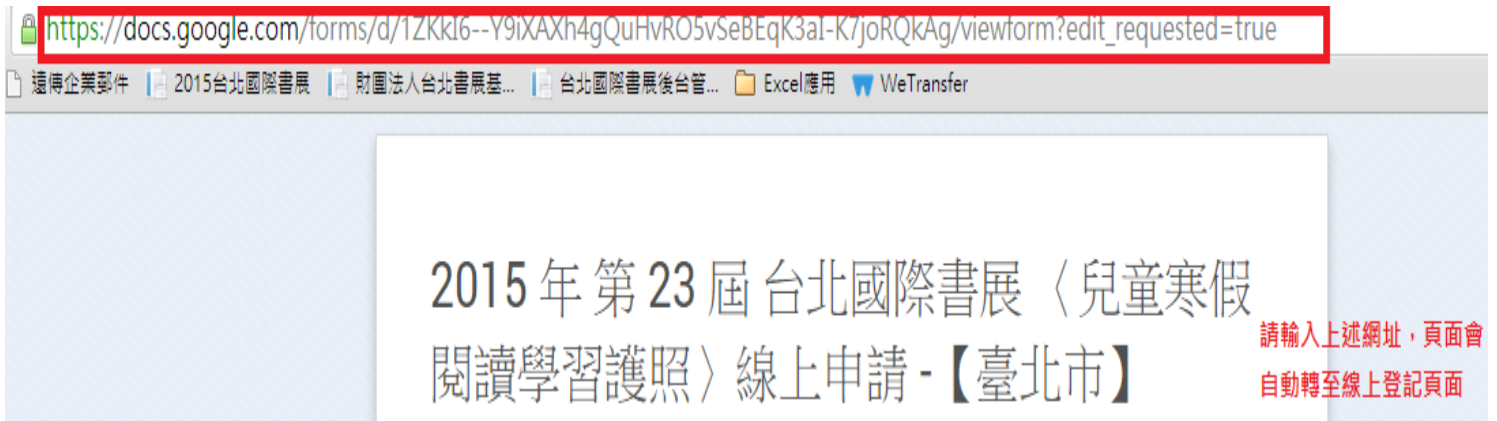 https://docs.google.com/forms/d/1ZKkI6--Y9iXAXh4gQuHvRO5vSeBEqK3aI-K7joRQkAg/viewform?edit_requested=true
遠傳企業郵件 2015台北國際書展 財團法人台北書展基... 台北國際書展後台管... Excel應用 WeTransfer
2015 年 第 23 屆 台北國際書展 〈 兒童寒假
閱讀學習護照 〉 線上申請 - 【 臺北市 】
請輸入上述網址，頁面會
自動轉至線上登記頁面